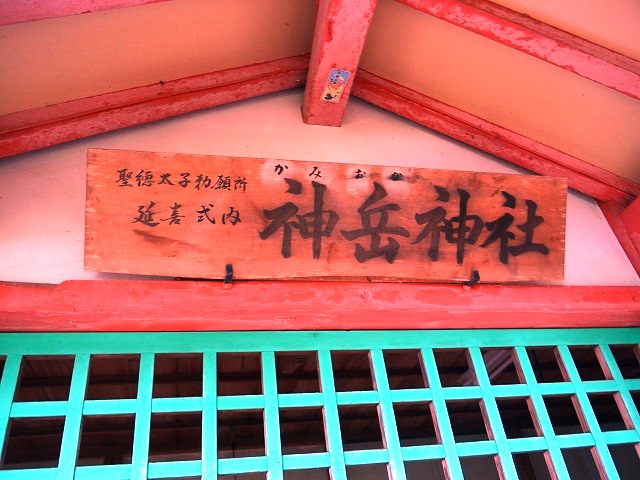 聖徳太子勅願所
延喜式内
かみおか
神岳神社